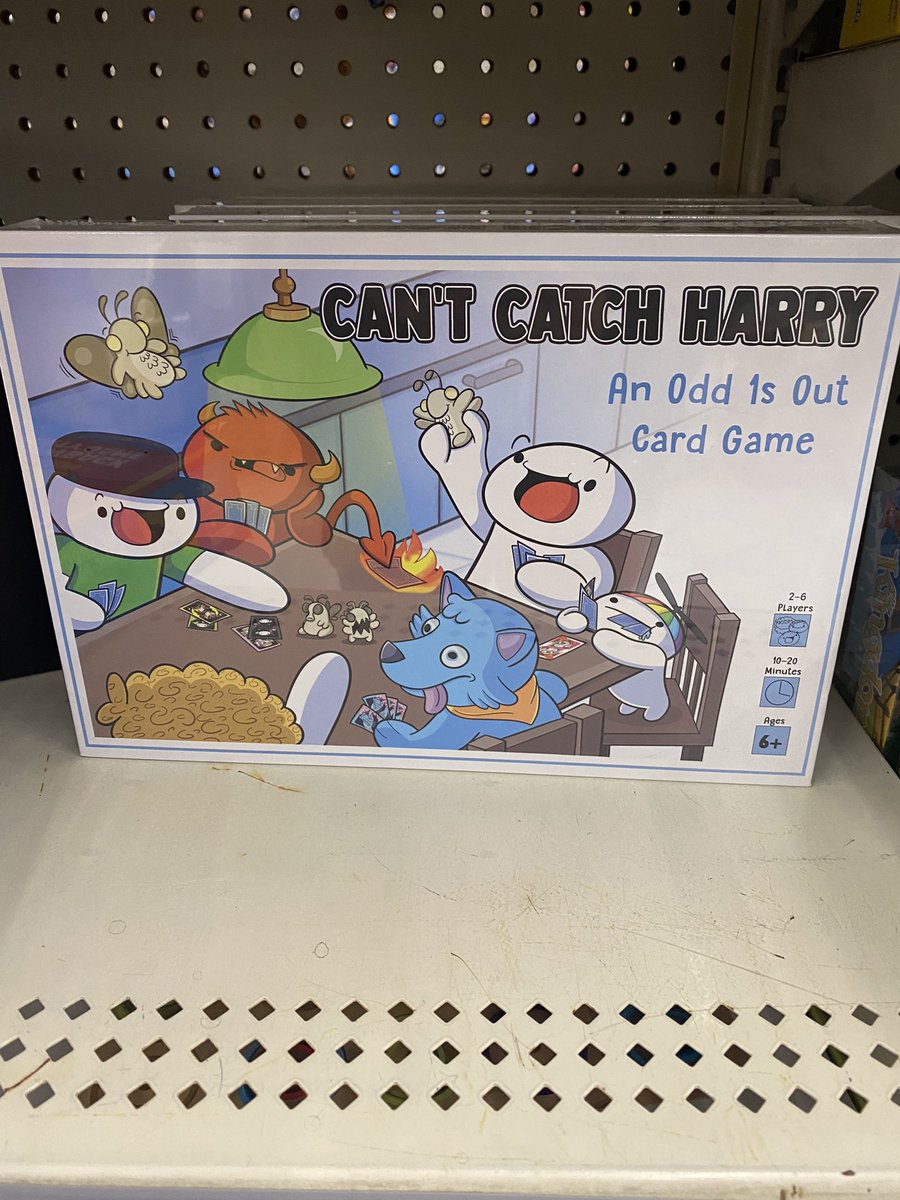 CAN'T CATCH HARRY
An Odd 1s Out
Card Game
2-6
Players
10-20
Minutes
Ages
6+